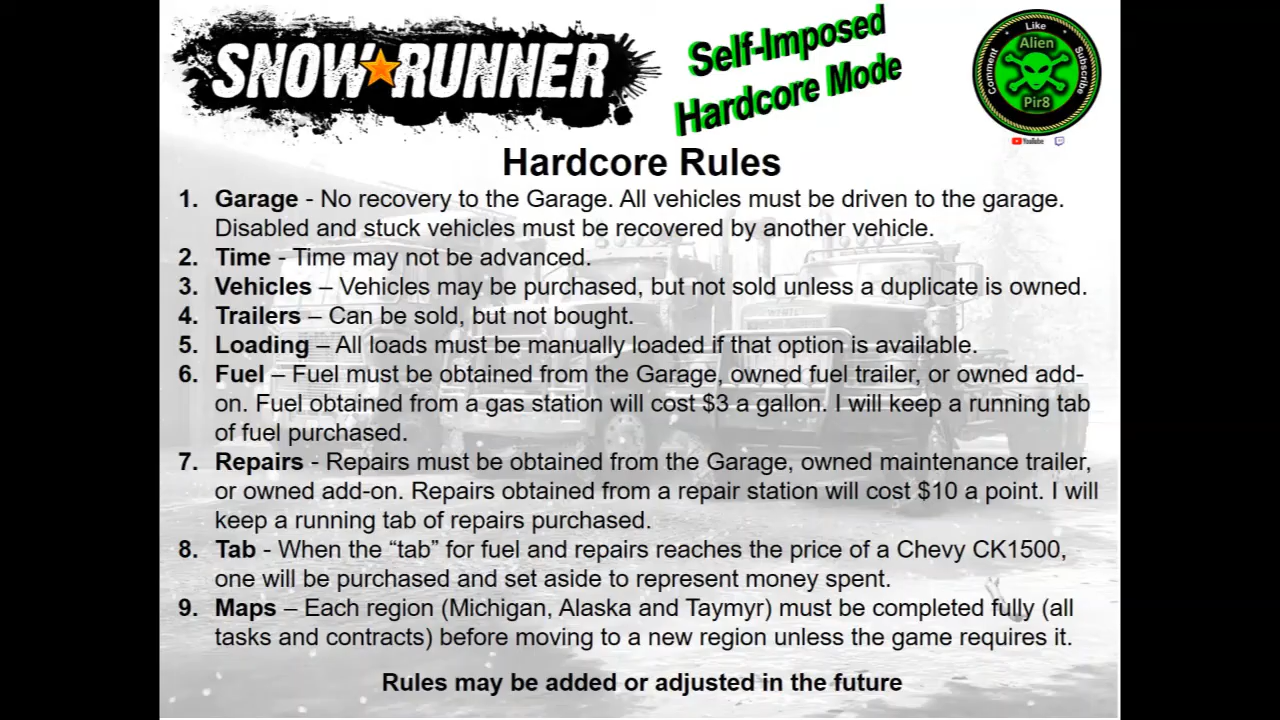 SNOWRUNNER
Self-Imposed
Hardcore Mode
Like
Comment
Subscribe
Alien
Pir8
YouTube
Hardcore Rules
1. Garage - No recovery to the Garage. All vehicles must be driven to the garage.
Disabled and stuck vehicles must be recovered by another vehicle.
2. Time - Time may not be advanced.
3. Vehicles – Vehicles may be purchased, but not sold unless a duplicate is owned.
4. Trailers – Can be sold, but not bought.
5. Loading – All loads must be manually loaded if that option is available.
6. Fuel – Fuel must be obtained from the Garage, owned fuel trailer, or owned add-
on. Fuel obtained from a gas station will cost $3 a gallon. I will keep a running tab
of fuel purchased.
7. Repairs - Repairs must be obtained from the Garage, owned maintenance trailer,
or owned add-on. Repairs obtained from a repair station will cost $10 a point. I will
keep a running tab of repairs purchased.
8. Tab - When the “tab” for fuel and repairs reaches the price of a Chevy CK1500,
one will be purchased and set aside to represent money spent.
9. Maps – Each region (Michigan, Alaska and Taymyr) must be completed fully (all
tasks and contracts) before moving to a new region unless the game requires it.
Rules may be added or adjusted in the future